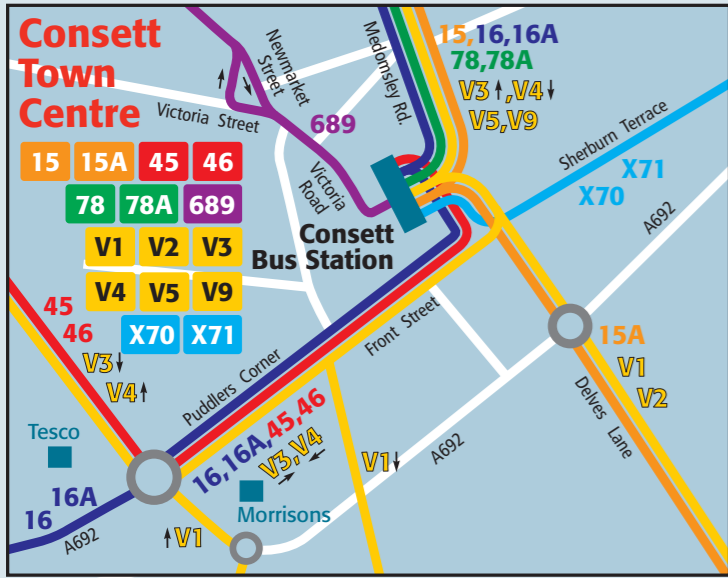 Consett
Town
Centre
15 15A 45 46
78 78A 689
V1 V2 V3
V4 V5 V9
X70 X71
Newmarket
Street
Victoria Street
689
Victoria
Road
Medomsley Rd.
15,16,16A
78,78A
V3↑,V4↓
V5,V9
Sherburn Terrace
X71
X70
A692
Consett
Bus Station
45
46
V3↓
V4↑
Puddlers Corner
Front Street
15A
V1
V2
Delves Lane
Tesco
16,16A,45,46
V3,V4
V1↓
A692
16A
16
A692
Morrisons
↑V1